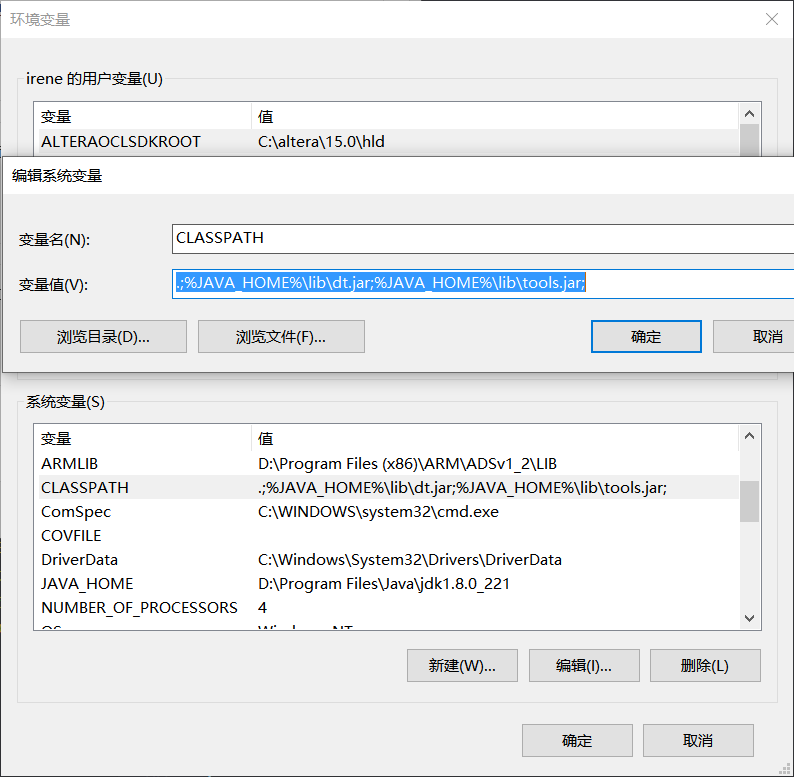 环境变量
irene 的用户变量(U)
变量 值
ALTERAOCLSDKROOT C:\altera\15.0\hld
编辑系统变量
变量名(N): CLASSPATH
变量值(V): .;%JAVA_HOME%\lib\dt.jar;%JAVA_HOME%\lib\tools.jar;
浏览目录(D)... 浏览文件(F)... 确定 取消
系统变量(S)
变量 值
ARMLIB D:\Program Files (x86)\ARM\ADSv1_2\LIB
CLASSPATH .;%JAVA_HOME%\lib\dt.jar;%JAVA_HOME%\lib\tools.jar;
ComSpec C:\WINDOWS\system32\cmd.exe
COVFILE
DriverData C:\Windows\System32\Drivers\DriverData
JAVA_HOME D:\Program Files\Java\jdk1.8.0_221
NUMBER_OF_PROCESSORS 4
OS Windows_NT
新建(W)... 编辑(I)... 删除(L)
确定 取消